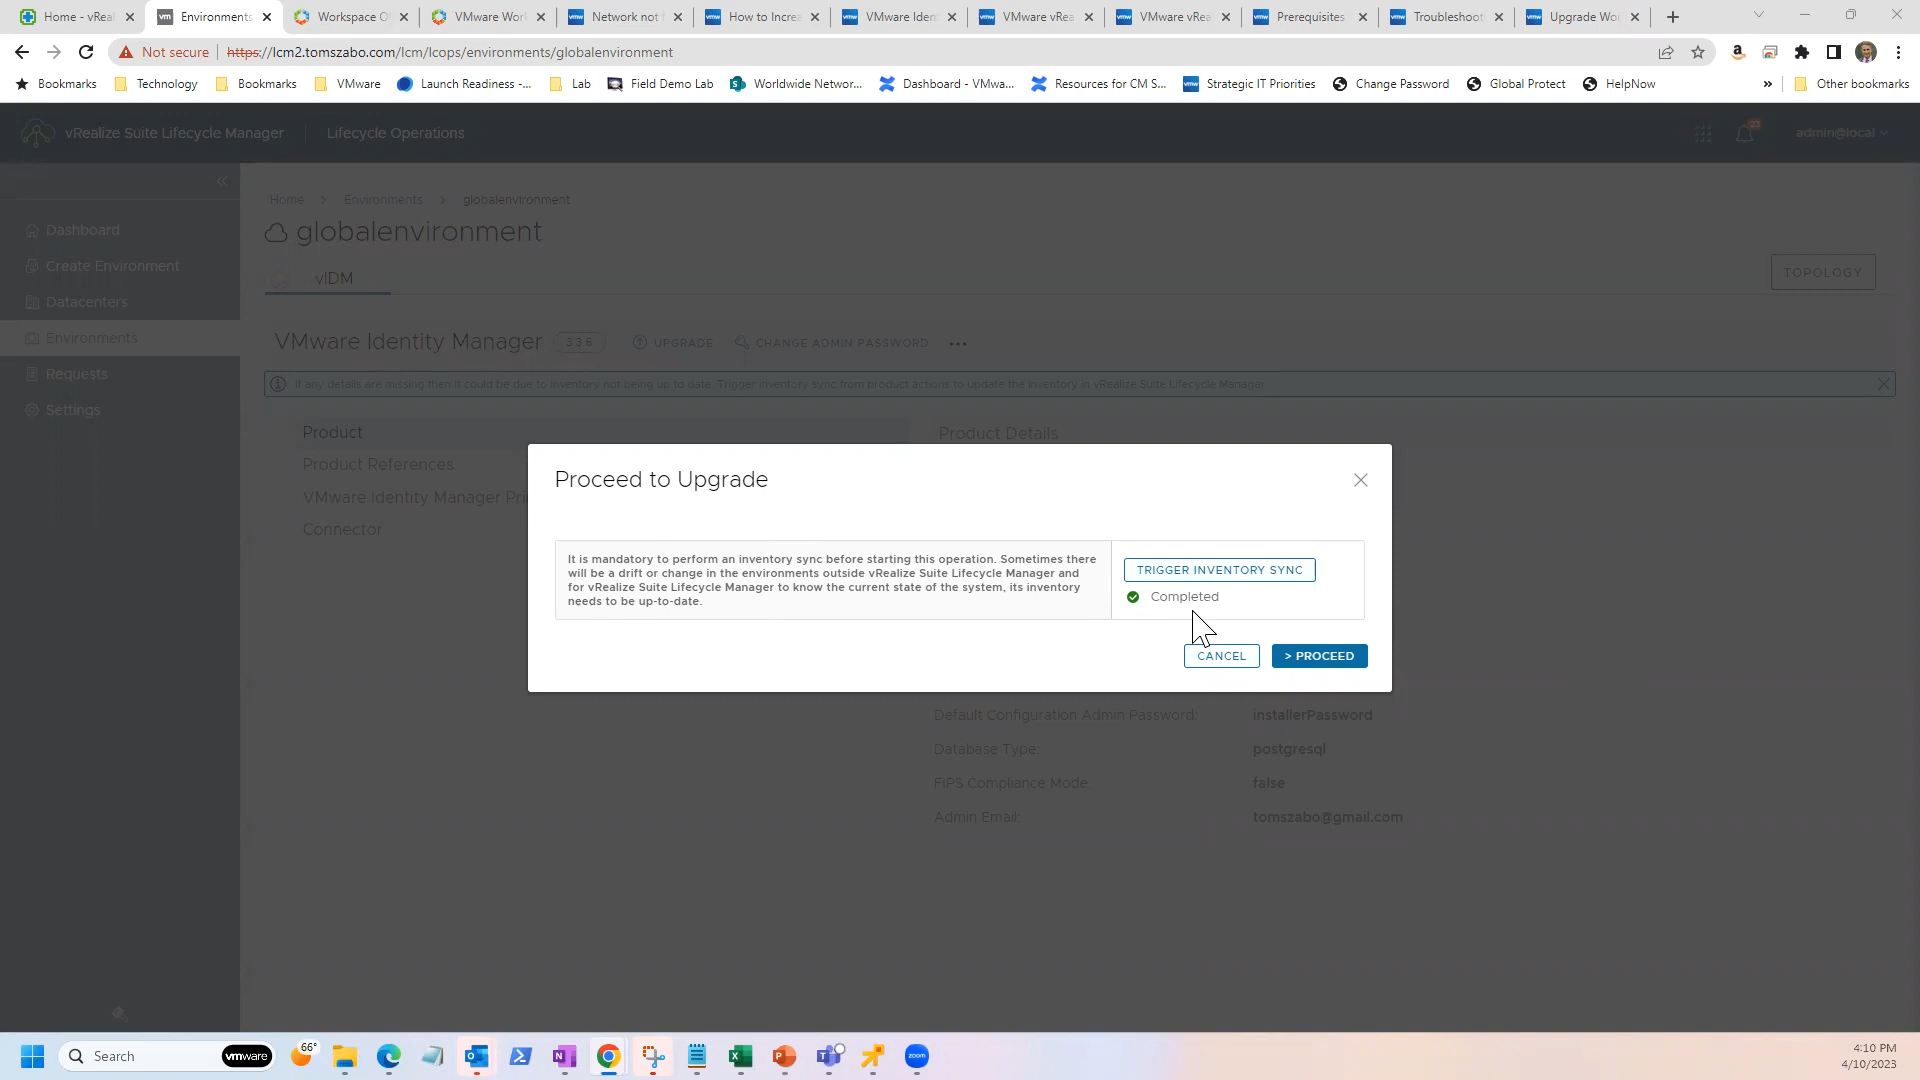 Home - vReal
Environments
Workspace O
VMware Work
Network not f
How to Increa
VMware Iden
VMware vRea
VMware vRea
Prerequisites
Troubleshoot
Upgrade Wo
Not secure
https://lcm2.tomszabo.com/lcm/lcops/environments/globalenvironment
Bookmarks
Technology
Bookmarks
VMware
Launch Readiness -...
Lab
Field Demo Lab
Worldwide Networ...
Dashboard - VMwa...
Resources for CM S...
Strategic IT Priorities
Change Password
Global Protect
HelpNow
»
Other bookmarks
vRealize Suite Lifecycle Manager
Lifecycle Operations
admin@local
Home > Environments > globalenvironment
globalenvironment
Dashboard
Create Environment
Datacenters
Environments
Requests
Settings
vIDM
TOPOLOGY
VMware Identity Manager
3.3.6
UPGRADE
CHANGE ADMIN PASSWORD
...
If any details are missing then it could be due to inventory not being up to date. Trigger inventory sync from product actions to update the inventory in vRealize Suite Lifecycle Manager
Product
Product References
VMware Identity Manager Pri
Connector
Product Details
Proceed to Upgrade
It is mandatory to perform an inventory sync before starting this operation. Sometimes there
will be a drift or change in the environments outside vRealize Suite Lifecycle Manager and
for vRealize Suite Lifecycle Manager to know the current state of the system, its inventory
needs to be up-to-date.
TRIGGER INVENTORY SYNC
Completed
CANCEL
> PROCEED
Default Configuration Admin Password:
installerPassword
Database Type:
postgresql
FIPS Compliance Mode:
false
Admin Email:
tomszabo@gmail.com
Search
vmware
66°
zoom
4:10 PM
4/10/2023